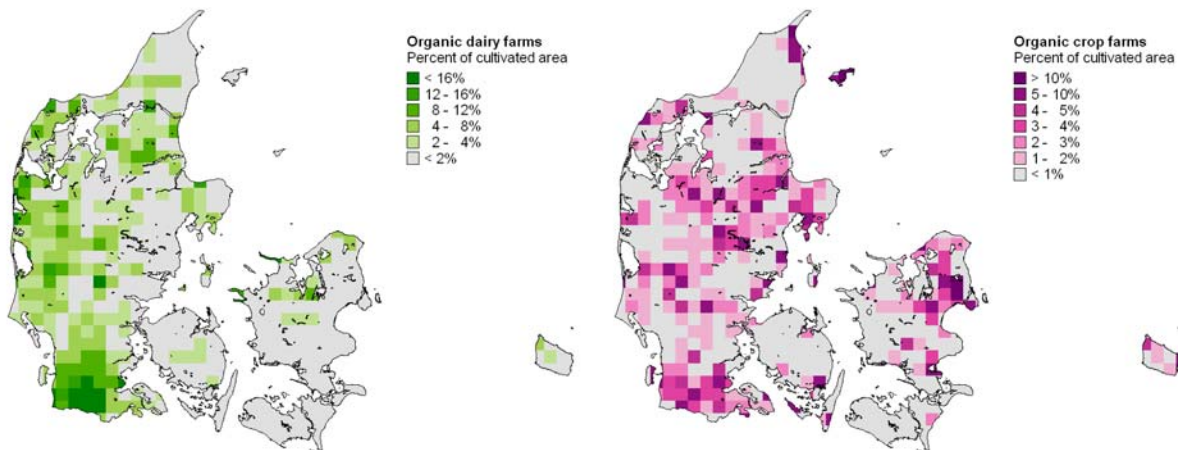 Organic dairy farms
Percent of cultivated area
< 16%
12 - 16%
8 - 12%
4 - 8%
2 - 4%
< 2%
Organic crop farms
Percent of cultivated area
> 10%
5 - 10%
4 - 5%
3 - 4%
2 - 3%
1 - 2%
< 1%